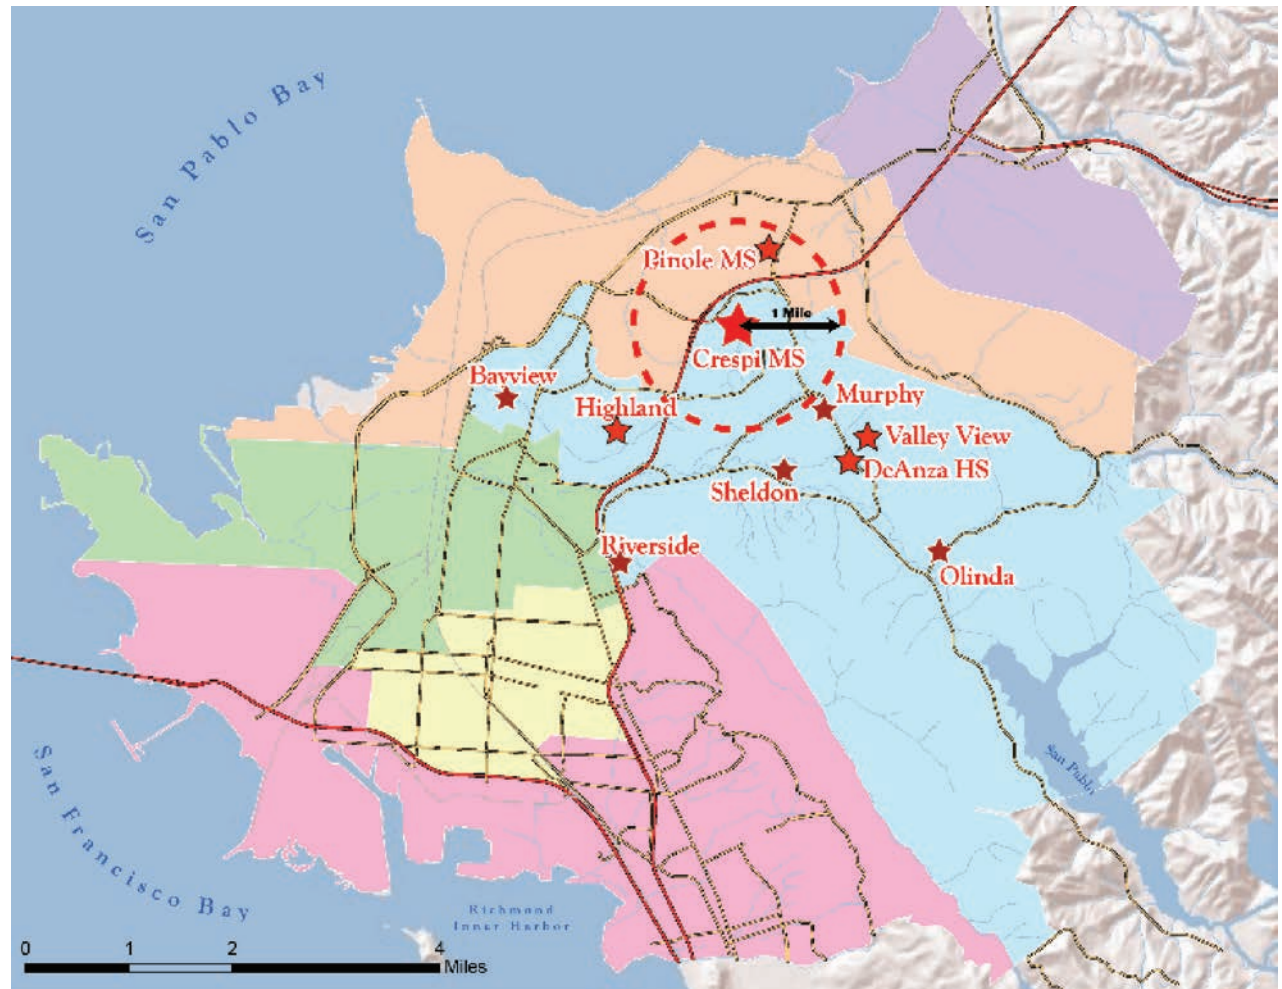 San Pablo Bay
Pinole MS
1 Mile
Crespi MS
Bayview
Highland
Murphy
Valley View
DeAnza HS
Sheldon
Riverside
Olinda
San Pablo
San Francisco Bay
Richmond
Inner Harbor
0 1 2 4
Miles